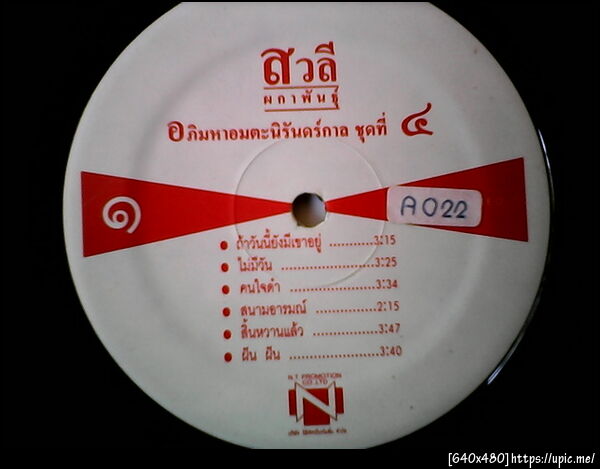 สวลี
ผกาพันธุ์
อภิมหาอมตะนิรันดร์กาล ชุดที่ ๔
๑
A022
ถ้าวันนี้ยังมีเขาอยู่ ...........3:15
ไม่มีวัน .......................3:25
คนใจดำ .....................3:34
สนามอารมณ์ ...............2:15
สิ้นหวานแล้ว ................3:47
ฝืน ฝืน ......................3:40
N.T PROMOTION
CO.,LTD
N
[640x480]https://upic.me/